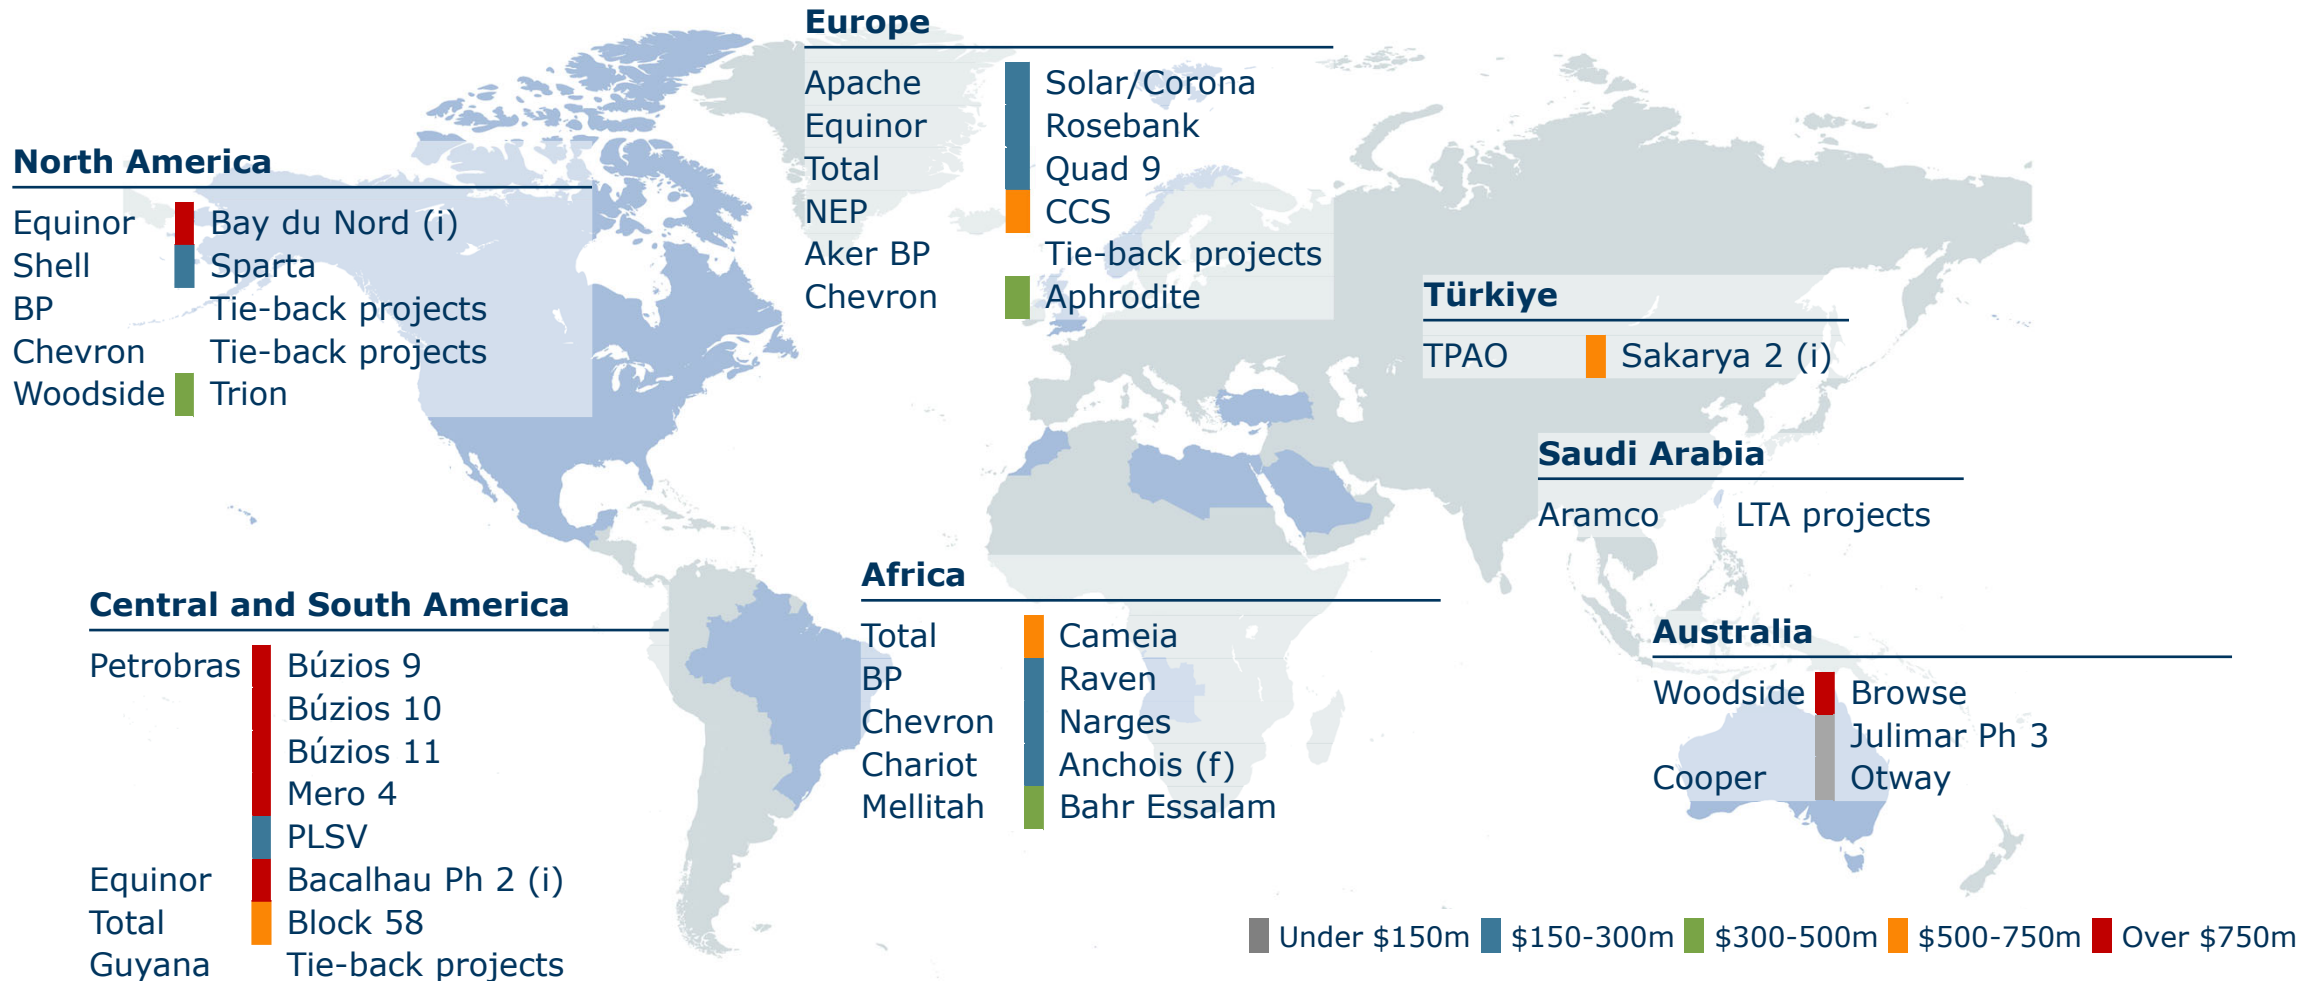 Europe
Apache Solar/Corona
Equinor Rosebank
Total Quad 9
NEP CCS
Aker BP Tie-back projects
Chevron Aphrodite
North America
Equinor Bay du Nord (i)
Shell Sparta
BP Tie-back projects
Chevron Tie-back projects
Woodside Trion
Türkiye
TPAO Sakarya 2 (i)
Saudi Arabia
Aramco LTA projects
Central and South America
Petrobras Búzios 9
Búzios 10
Búzios 11
Mero 4
PLSV
Equinor Bacalhau Ph 2 (i)
Total Block 58
Guyana Tie-back projects
Africa
Total Cameia
BP Raven
Chevron Narges
Chariot Anchois (f)
Mellitah Bahr Essalam
Australia
Woodside Browse
Julimar Ph 3
Cooper Otway
Under $150m $150-300m $300-500m $500-750m Over $750m